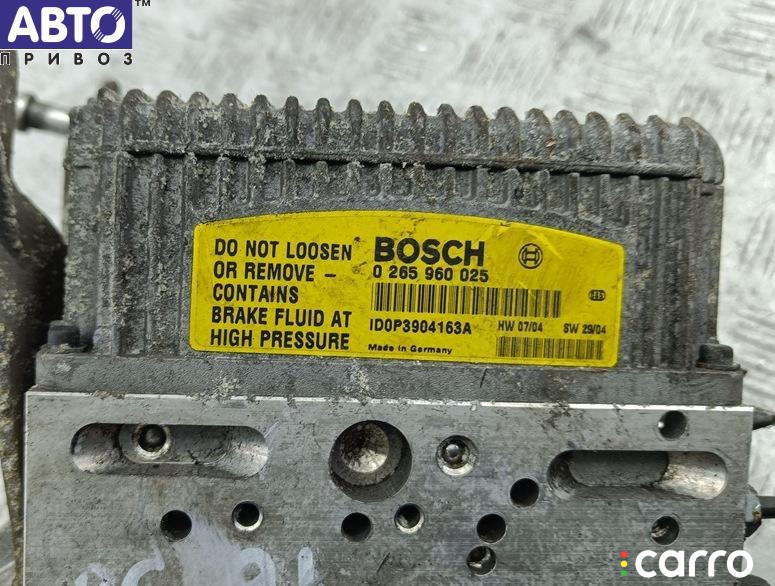 АВТО™
ПРИВОЗ
DO NOT LOOSEN
OR REMOVE -
CONTAINS
BRAKE FLUID AT
HIGH PRESSURE
BOSCH
0 265 960 025
ID0P3904163A
HW 07/04 SW 29/04
Made in Germany
carro